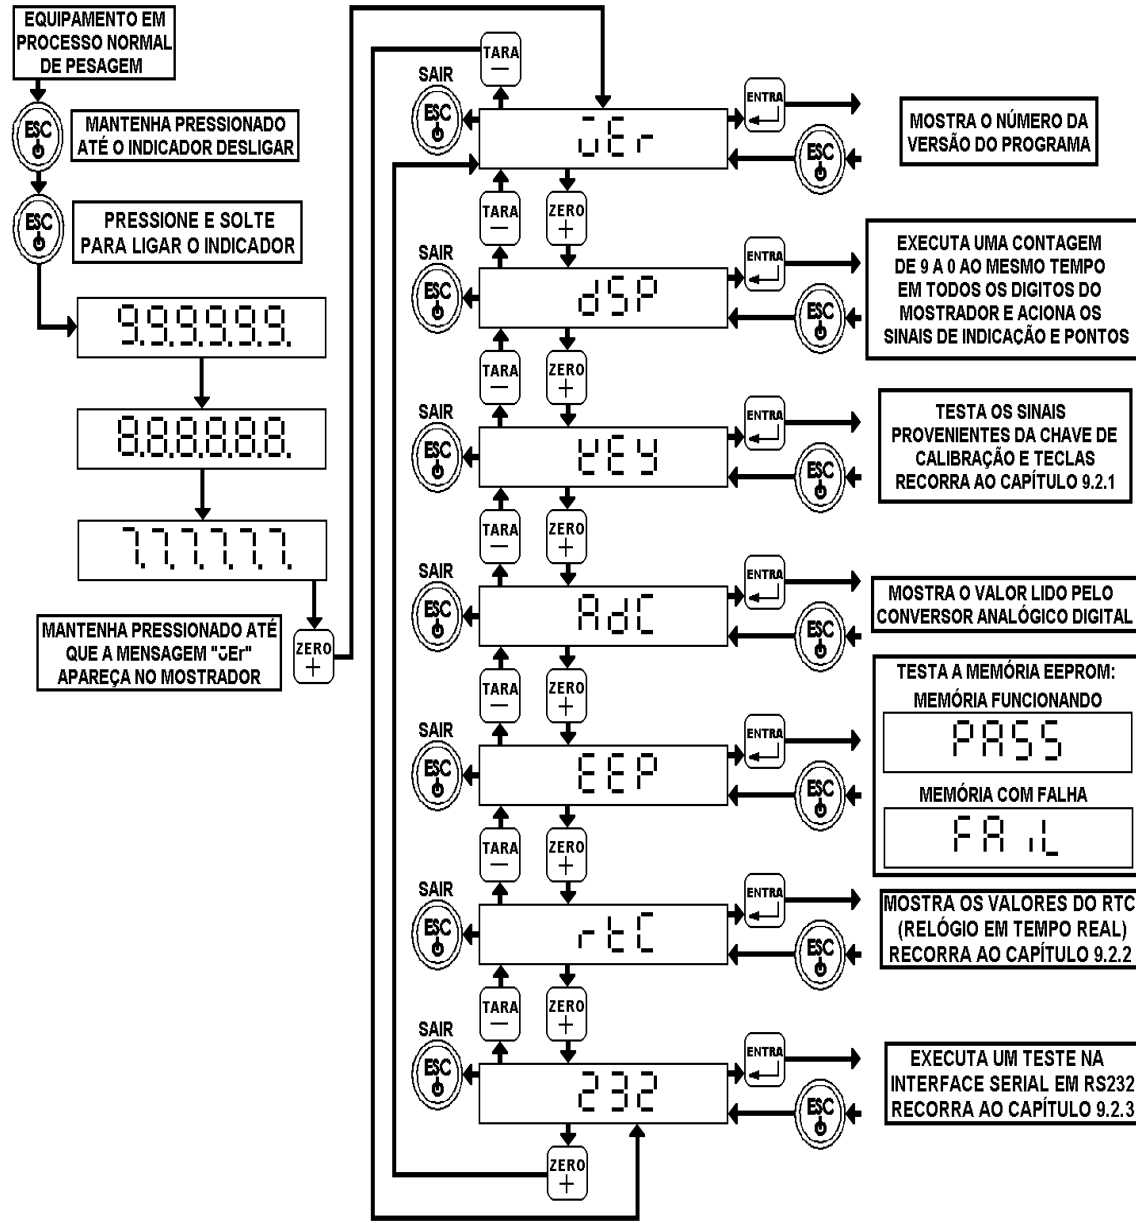 EQUIPAMENTO EM
PROCESSO NORMAL
DE PESAGEM
ESC
MANTENHA PRESSIONADO
ATÉ O INDICADOR DESLIGAR
ESC
PRESSIONE E SOLTE
PARA LIGAR O INDICADOR
9.9.9.9.9.9.
8.8.8.8.8.8.
7.7.7.7.7.7.
MANTENHA PRESSIONADO ATÉ
QUE A MENSAGEM "UEr"
APAREÇA NO MOSTRADOR
ZERO
+
TARA
−
SAIR
ESC
UEr
ENTRA
ESC
MOSTRA O NÚMERO DA
VERSÃO DO PROGRAMA
TARA
−
ZERO
+
SAIR
ESC
dSP
ENTRA
ESC
EXECUTA UMA CONTAGEM
DE 9 A 0 AO MESMO TEMPO
EM TODOS OS DIGITOS DO
MOSTRADOR E ACIONA OS
SINAIS DE INDICAÇÃO E PONTOS
TARA
−
ZERO
+
SAIR
ESC
KEY
ENTRA
ESC
TESTA OS SINAIS
PROVENIENTES DA CHAVE DE
CALIBRAÇÃO E TECLAS
RECORRA AO CAPÍTULO 9.2.1
TARA
−
ZERO
+
SAIR
ESC
AdC
ENTRA
ESC
MOSTRA O VALOR LIDO PELO
CONVERSOR ANALÓGICO DIGITAL
TARA
−
ZERO
+
SAIR
ESC
EEP
ENTRA
ESC
TESTA A MEMÓRIA EEPROM:
MEMÓRIA FUNCIONANDO
PASS
MEMÓRIA COM FALHA
FAiL
TARA
−
ZERO
+
SAIR
ESC
rtC
ENTRA
ESC
MOSTRA OS VALORES DO RTC
(RELÓGIO EM TEMPO REAL)
RECORRA AO CAPÍTULO 9.2.2
TARA
−
ZERO
+
SAIR
ESC
232
ENTRA
ESC
EXECUTA UM TESTE NA
INTERFACE SERIAL EM RS232
RECORRA AO CAPÍTULO 9.2.3
ZERO
+